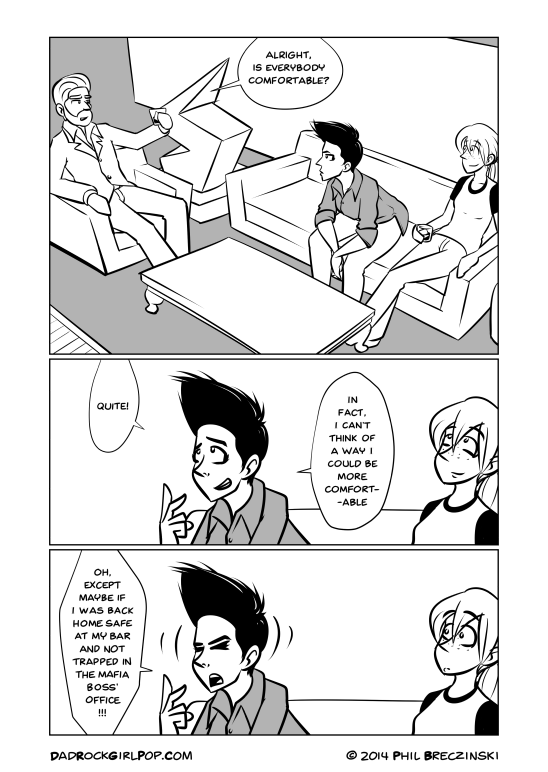 ALRIGHT,
IS EVERYBODY
COMFORTABLE?
QUITE!
IN
FACT,
I CAN'T
THINK OF
A WAY I
COULD BE
MORE
COMFORT-
-ABLE
OH,
EXCEPT
MAYBE IF
I WAS BACK
HOME SAFE
AT MY BAR
AND NOT
TRAPPED IN
THE MAFIA
BOSS'
OFFICE
!!!
DADROCKGIRLPOP.COM
© 2014 PHIL BRECZINSKI